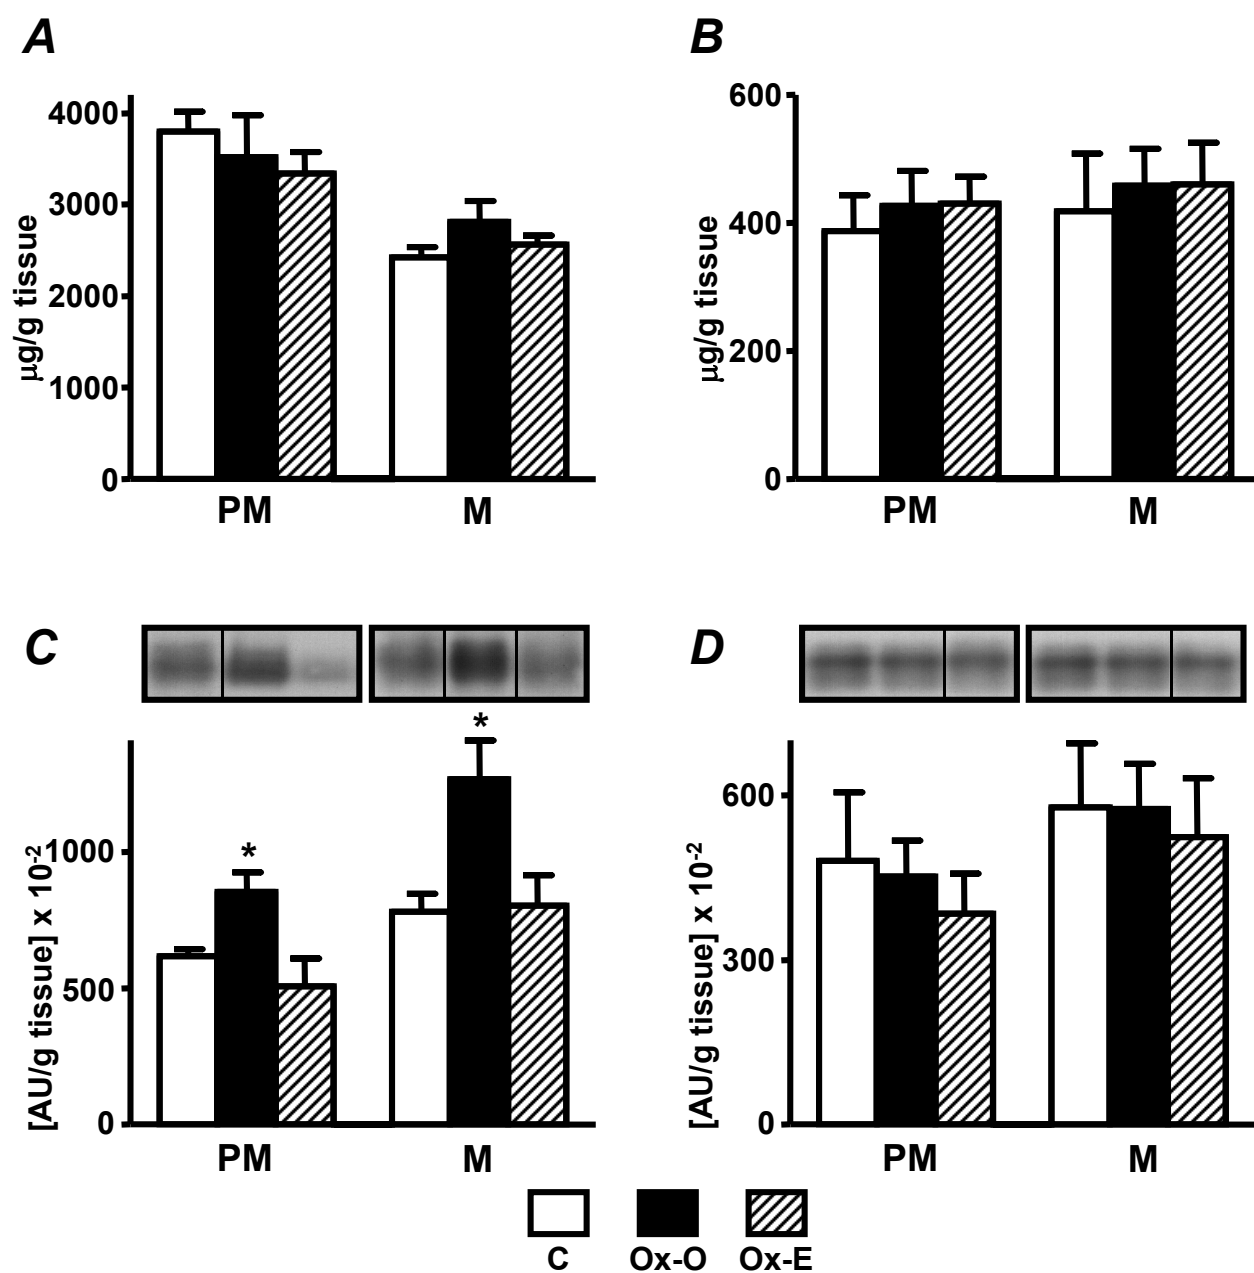 A
μg/g tissue
4000
3000
2000
1000
0
PM M
B
μg/g tissue
600
400
200
0
PM M
C
[AU/g tissue] x 10-2
1000
500
0
*
*
PM M
D
[AU/g tissue] x 10-2
600
300
0
PM M
C Ox-O Ox-E